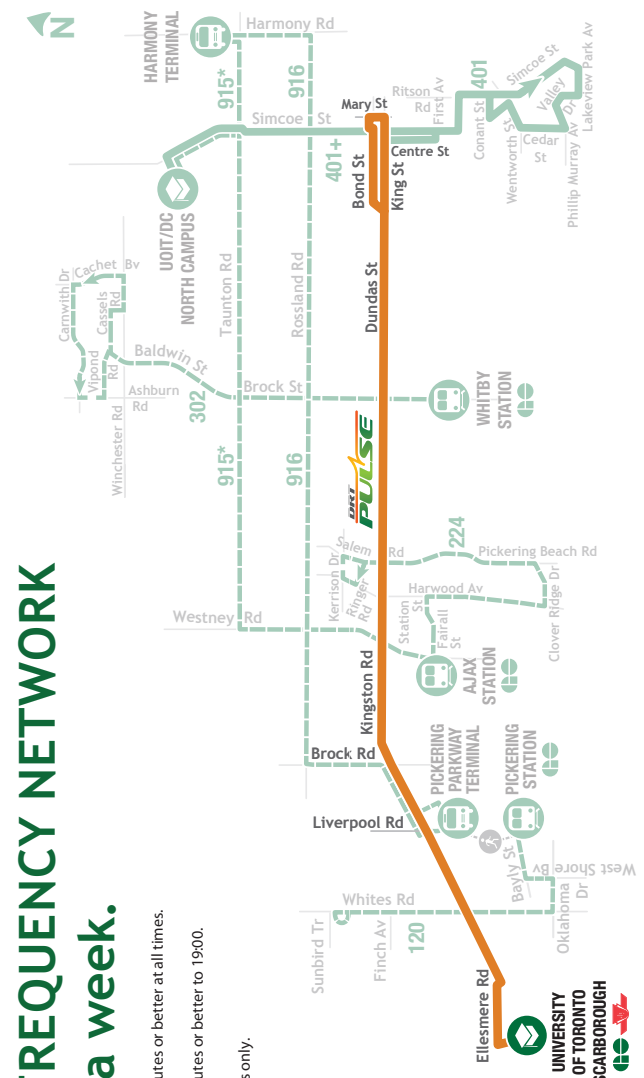 REQUENCY NETWORK
a week.
utes or better at all times.
utes or better to 19:00.
s only.
N
HARMONY
TERMINAL
Harmony Rd
915*
916
Simcoe St
UOIT/DC
NORTH CAMPUS
Mary St
Ritson
Rd
First Av
401
Simcoe St
Valley
Dr
Lakeview Park Av
Conant St
Wentworth St
Cedar
St
Phillip Murray Av
401+
Bond St
King St
Centre St
Carnwith Dr
Cachet Bv
Cassels
Rd
Vipond
Rd
Baldwin St
Ashburn
Rd
Winchester Rd
302
Taunton Rd
Rossland Rd
Dundas St
Brock St
WHITBY
STATION
GO
915*
916
DRT
PULSE
Salem Rd
Kerrison Dr
Ringer
Rd
224
Pickering Beach Rd
Harwood Av
Clover Ridge Dr
Westney Rd
Station
St
Fairall
St
AJAX
STATION
GO
Kingston Rd
Brock Rd
PICKERING
PARKWAY
TERMINAL
PICKERING
STATION
GO
Liverpool Rd
Bayly St
West Shore Bv
Whites Rd
Oklahoma
Dr
Sunbird Tr
Finch Av
120
Ellesmere Rd
UNIVERSITY
OF TORONTO
SCARBOROUGH
GO